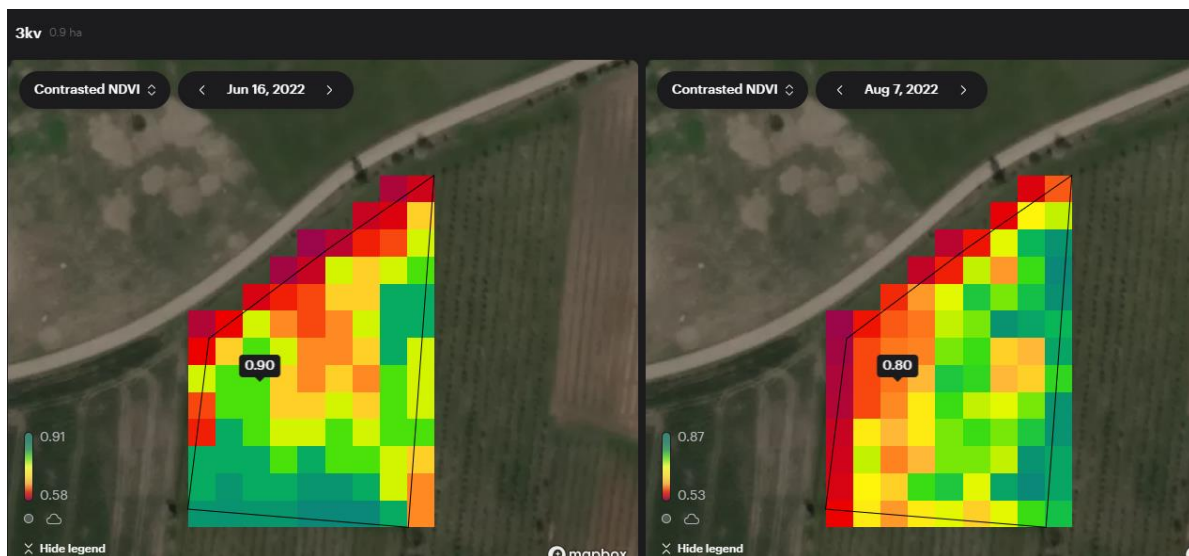 3kv 0.9 ha
Contrasted NDVI
Jun 16, 2022
Contrasted NDVI
Aug 7, 2022
0.90
0.80
0.91
0.58
Hide legend
mapbox
0.87
0.53
Hide legend